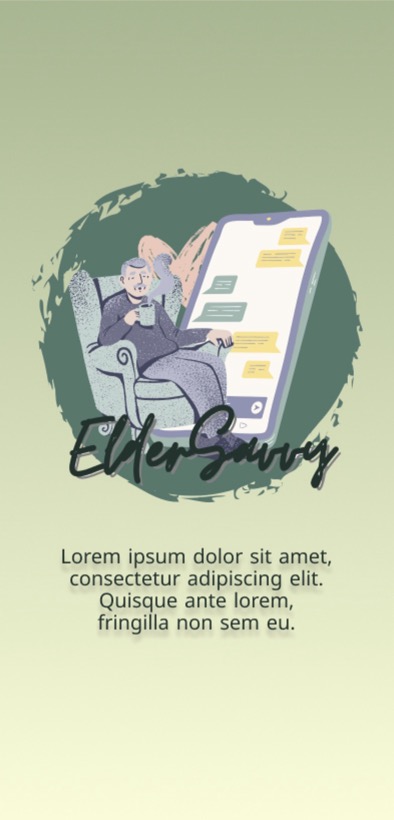 ElderSavvy
Lorem ipsum dolor sit amet,
consectetur adipiscing elit.
Quisque ante lorem,
fringilla non sem eu.